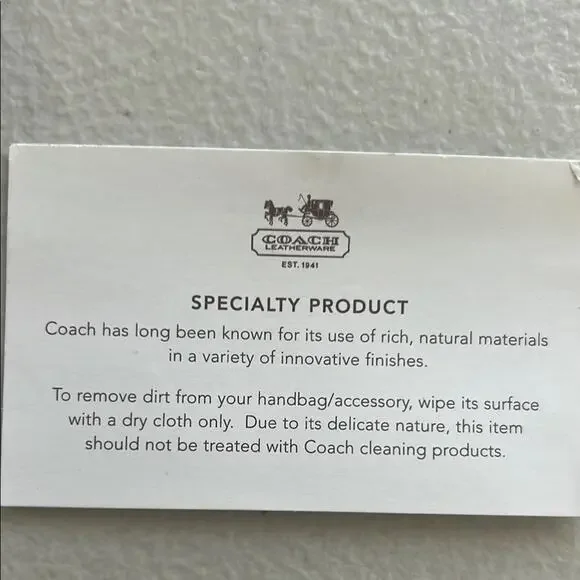 COACH
LEATHERWARE
EST. 1941
SPECIALTY PRODUCT
Coach has long been known for its use of rich, natural materials
in a variety of innovative finishes.
To remove dirt from your handbag/accessory, wipe its surface
with a dry cloth only. Due to its delicate nature, this item
should not be treated with Coach cleaning products.